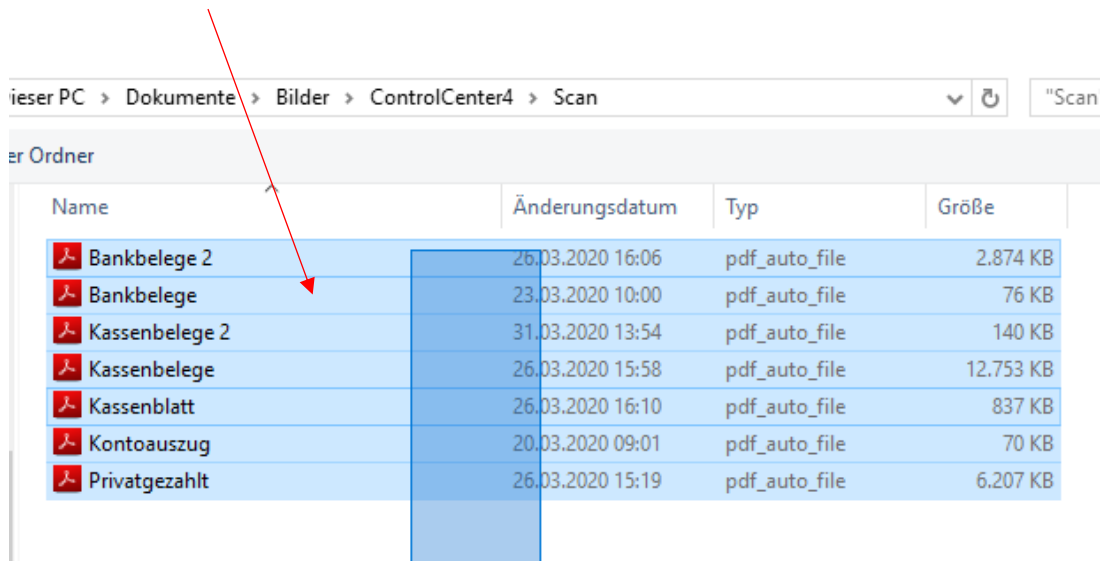 ieser PC > Dokumente > Bilder > ControlCenter4 > Scan "Scan"
er Ordner
Name Änderungsdatum Typ Größe
Bankbelege 2 26.03.2020 16:06 pdf_auto_file 2.874 KB
Bankbelege 23.03.2020 10:00 pdf_auto_file 76 KB
Kassenbelege 2 31.03.2020 13:54 pdf_auto_file 140 KB
Kassenbelege 26.03.2020 15:58 pdf_auto_file 12.753 KB
Kassenblatt 26.03.2020 16:10 pdf_auto_file 837 KB
Kontoauszug 20.03.2020 09:01 pdf_auto_file 70 KB
Privatgezahlt 26.03.2020 15:19 pdf_auto_file 6.207 KB